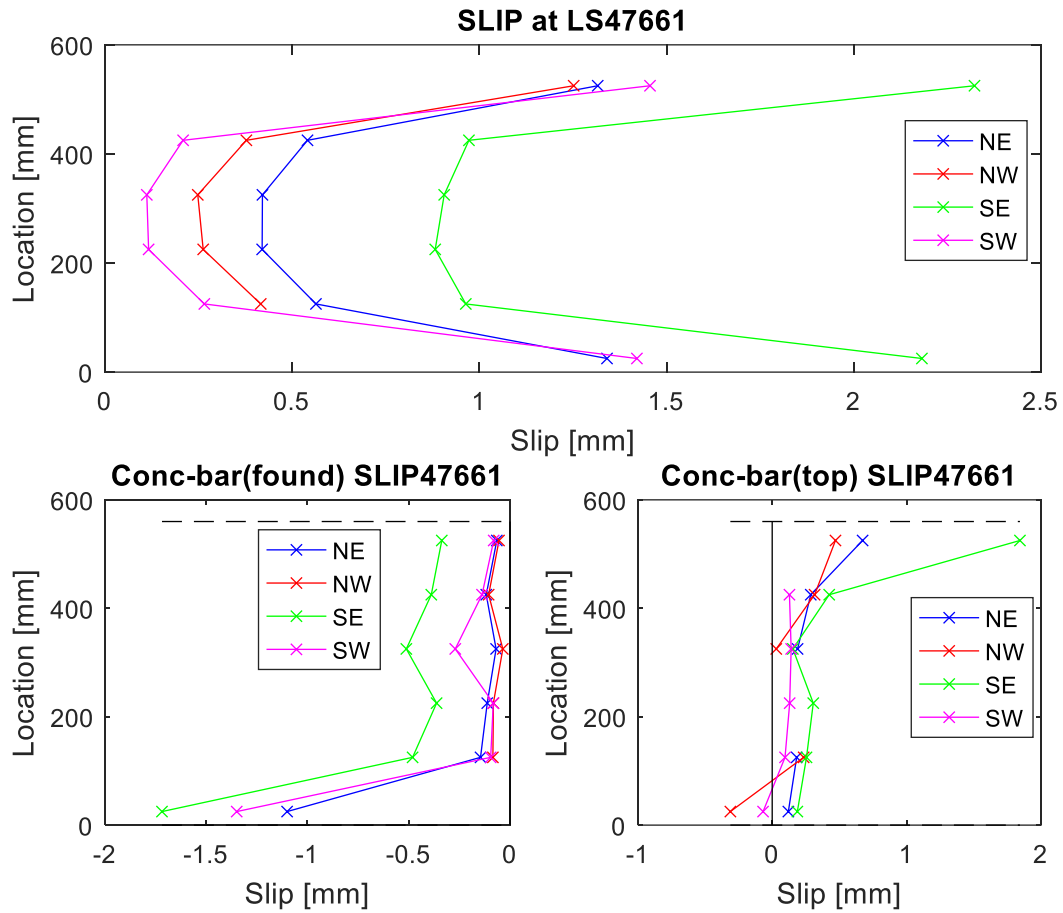 SLIP at LS47661
600
400
200
0
Location [mm]
0 0.5 1 1.5 2 2.5
Slip [mm]
NE
NW
SE
SW
Conc-bar(found) SLIP47661
600
400
200
0
Location [mm]
-2 -1.5 -1 -0.5 0
Slip [mm]
NE
NW
SE
SW
Conc-bar(top) SLIP47661
600
400
200
0
Location [mm]
-1 0 1 2
Slip [mm]
NE
NW
SE
SW